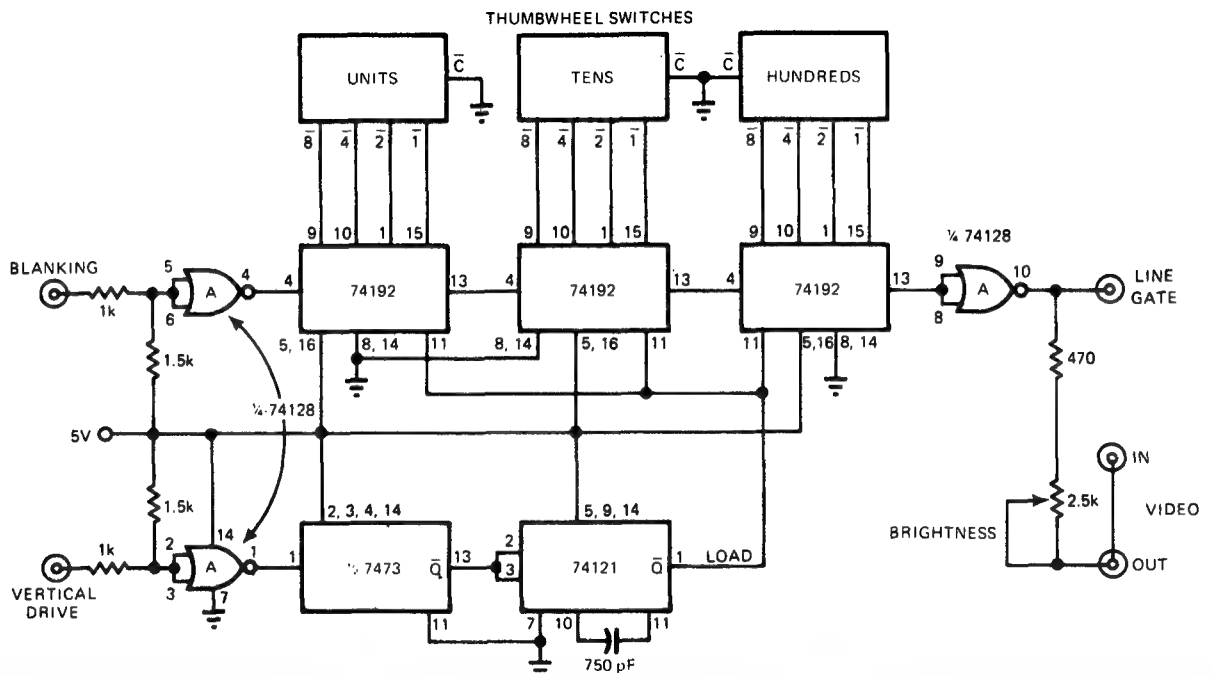 THUMBWHEEL SWITCHES
UNITS
C̅
TENS
C̅
C̅
HUNDREDS
8̅ 4̅ 2̅ 1̅
8̅ 4̅ 2̅ 1̅
8̅ 4̅ 2̅ 1̅
9 10 1 15
9 10 1 15
9 10 1 15
¼ 74128
BLANKING
1k
5
6
A
4
4
74192
13
4
74192
13
4
74192
13
9
8
A
10
LINE
GATE
5, 16
8, 14
11
8, 14
5, 16
11
11
5,16
8, 14
1.5k
470
¼-74128
5V
1.5k
14
2, 3, 4, 14
5, 9, 14
IN
VIDEO
2.5k
BRIGHTNESS
OUT
1k
VERTICAL
DRIVE
2
3
A
1
7
1
7473
Q̅
13
2
3
74121
Q̅
1
LOAD
11
7
10
11
750 pF